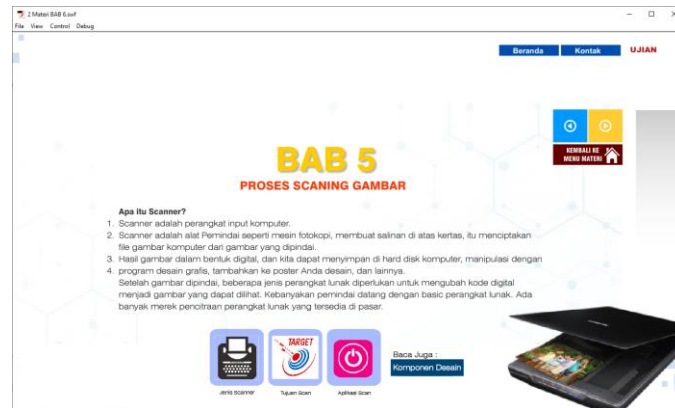 2 Materi BAB 6.swf
File View Control Debug
Beranda Kontak UJIAN
KEMBALI KE
MENU MATERI
BAB 5
PROSES SCANING GAMBAR
Apa itu Scanner?
1. Scanner adalah perangkat input komputer.
2. Scanner adalah alat Pemindai seperti mesin fotokopi, membuat salinan di atas kertas, itu menciptakan
file gambar komputer dari gambar yang dipindai.
3. Hasil gambar dalam bentuk digital, dan kita dapat menyimpan di hard disk komputer, manipulasi dengan
4. program desain grafis, tambahkan ke poster Anda desain, dan lainnya.
Setelah gambar dipindai, beberapa jenis perangkat lunak diperlukan untuk mengubah kode digital
menjadi gambar yang dapat dilihat. Kebanyakan pemindai datang dengan basic perangkat lunak. Ada
banyak merek pencitraan perangkat lunak yang tersedia di pasar.
TARGET
Baca Juga :
Komponen Desain
Jenis Scanner Tujuan Scan Aplikasi Scan